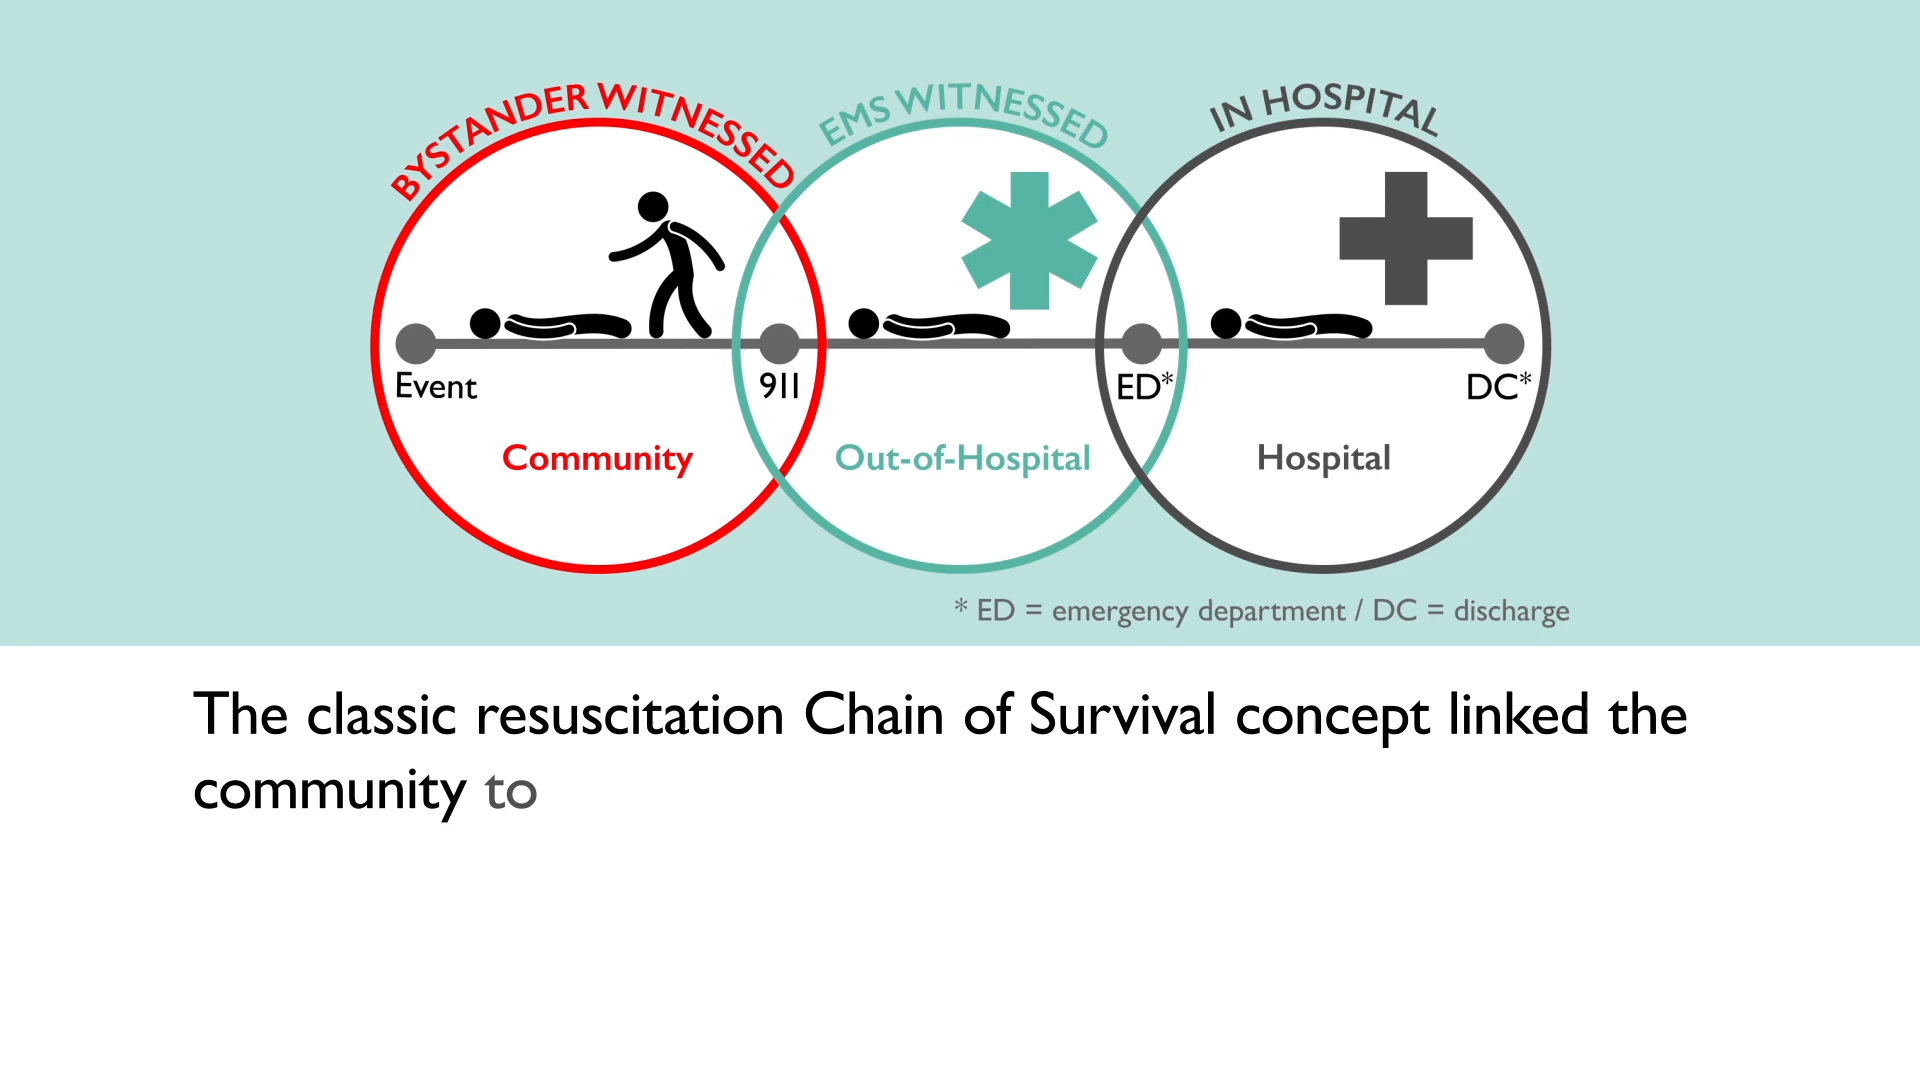 BYSTANDER WITNESSED
EMS WITNESSED
IN HOSPITAL
Event
911
ED*
DC*
Community
Out-of-Hospital
Hospital
* ED = emergency department / DC = discharge
The classic resuscitation Chain of Survival concept linked the
community to